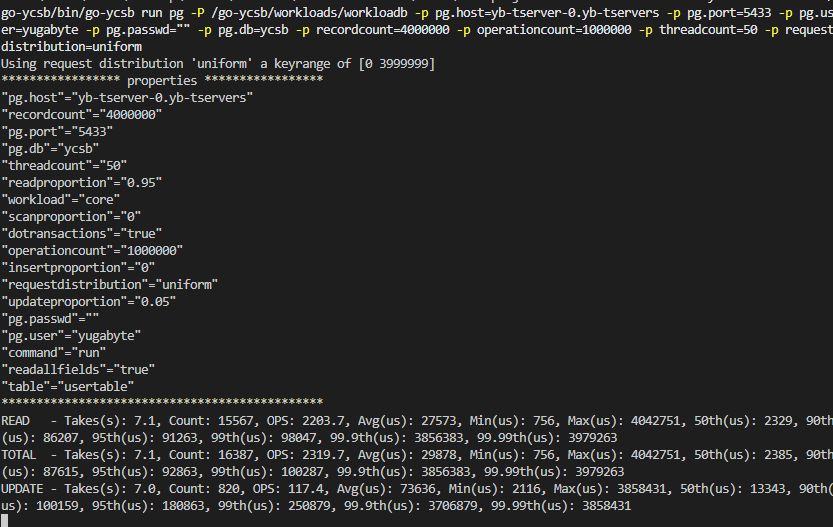 go-ycsb/bin/go-ycsb run pg -P /go-ycsb/workloads/workloadb -p pg.host=yb-tserver-0.yb-tservers -p pg.port=5433 -p pg.us
er=yugabyte -p pg.passwd="" -p pg.db=ycsb -p recordcount=4000000 -p operationcount=1000000 -p threadcount=50 -p request
distribution=uniform
Using request distribution 'uniform' a keyrange of [0 3999999]
***************** properties *****************
"pg.host"="yb-tserver-0.yb-tservers"
"recordcount"="4000000"
"pg.port"="5433"
"pg.db"="ycsb"
"threadcount"="50"
"readproportion"="0.95"
"workload"="core"
"scanproportion"="0"
"dotransactions"="true"
"operationcount"="1000000"
"insertproportion"="0"
"requestdistribution"="uniform"
"updateproportion"="0.05"
"pg.passwd"=""
"pg.user"="yugabyte"
"command"="run"
"readallfields"="true"
"table"="usertable"
**********************************************
READ   - Takes(s): 7.1, Count: 15567, OPS: 2203.7, Avg(us): 27573, Min(us): 756, Max(us): 4042751, 50th(us): 2329, 90th
(us): 86207, 95th(us): 91263, 99th(us): 98047, 99.9th(us): 3856383, 99.99th(us): 3979263
TOTAL  - Takes(s): 7.1, Count: 16387, OPS: 2319.7, Avg(us): 29878, Min(us): 756, Max(us): 4042751, 50th(us): 2385, 90th
(us): 87615, 95th(us): 92863, 99th(us): 100287, 99.9th(us): 3856383, 99.99th(us): 3979263
UPDATE - Takes(s): 7.0, Count: 820, OPS: 117.4, Avg(us): 73636, Min(us): 2116, Max(us): 3858431, 50th(us): 13343, 90th(
us): 100159, 95th(us): 180863, 99th(us): 250879, 99.9th(us): 3706879, 99.99th(us): 3858431